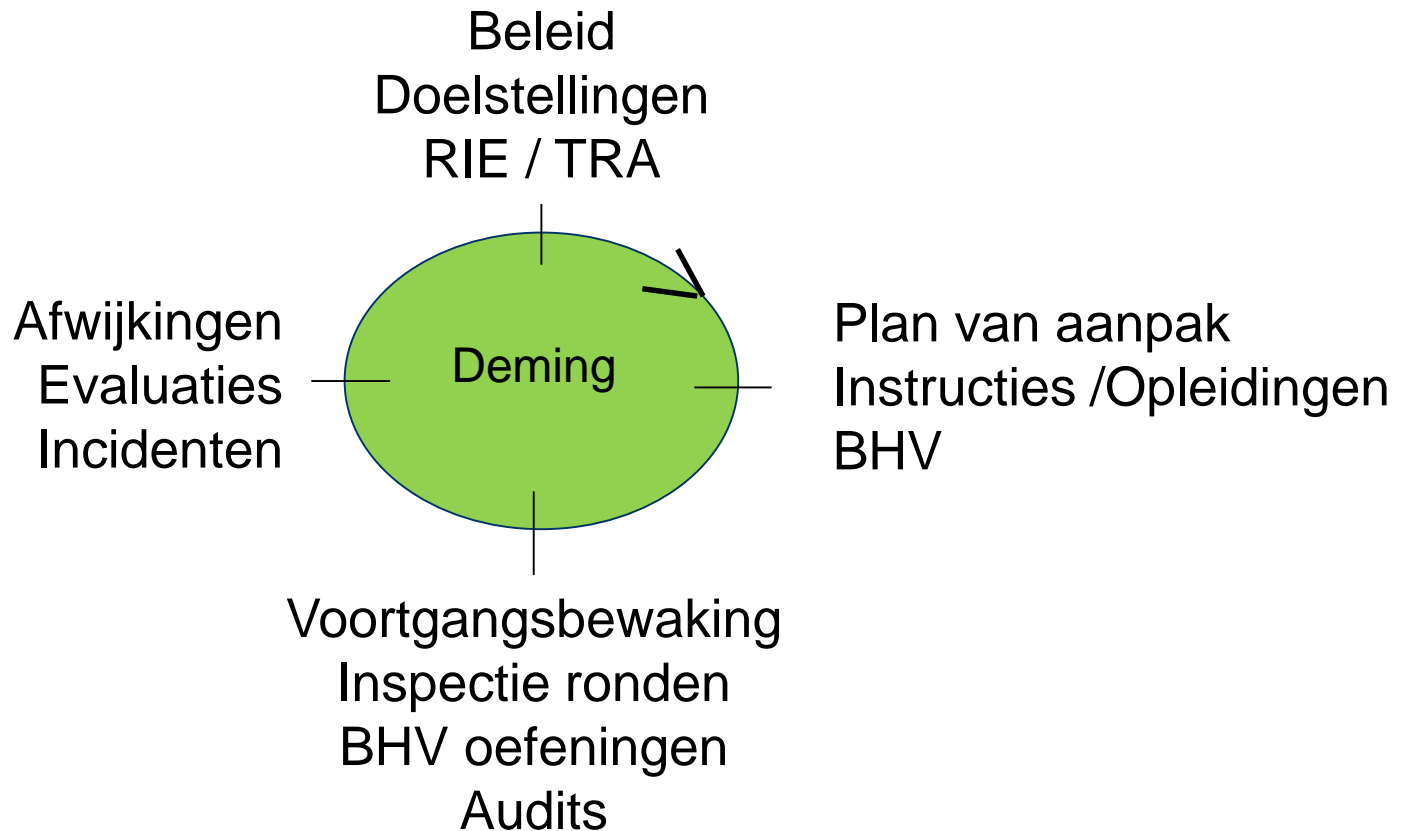 Beleid
Doelstellingen
RIE / TRA
Afwijkingen
Evaluaties
Incidenten
Deming
Plan van aanpak
Instructies /Opleidingen
BHV
Voortgangsbewaking
Inspectie ronden
BHV oefeningen
Audits